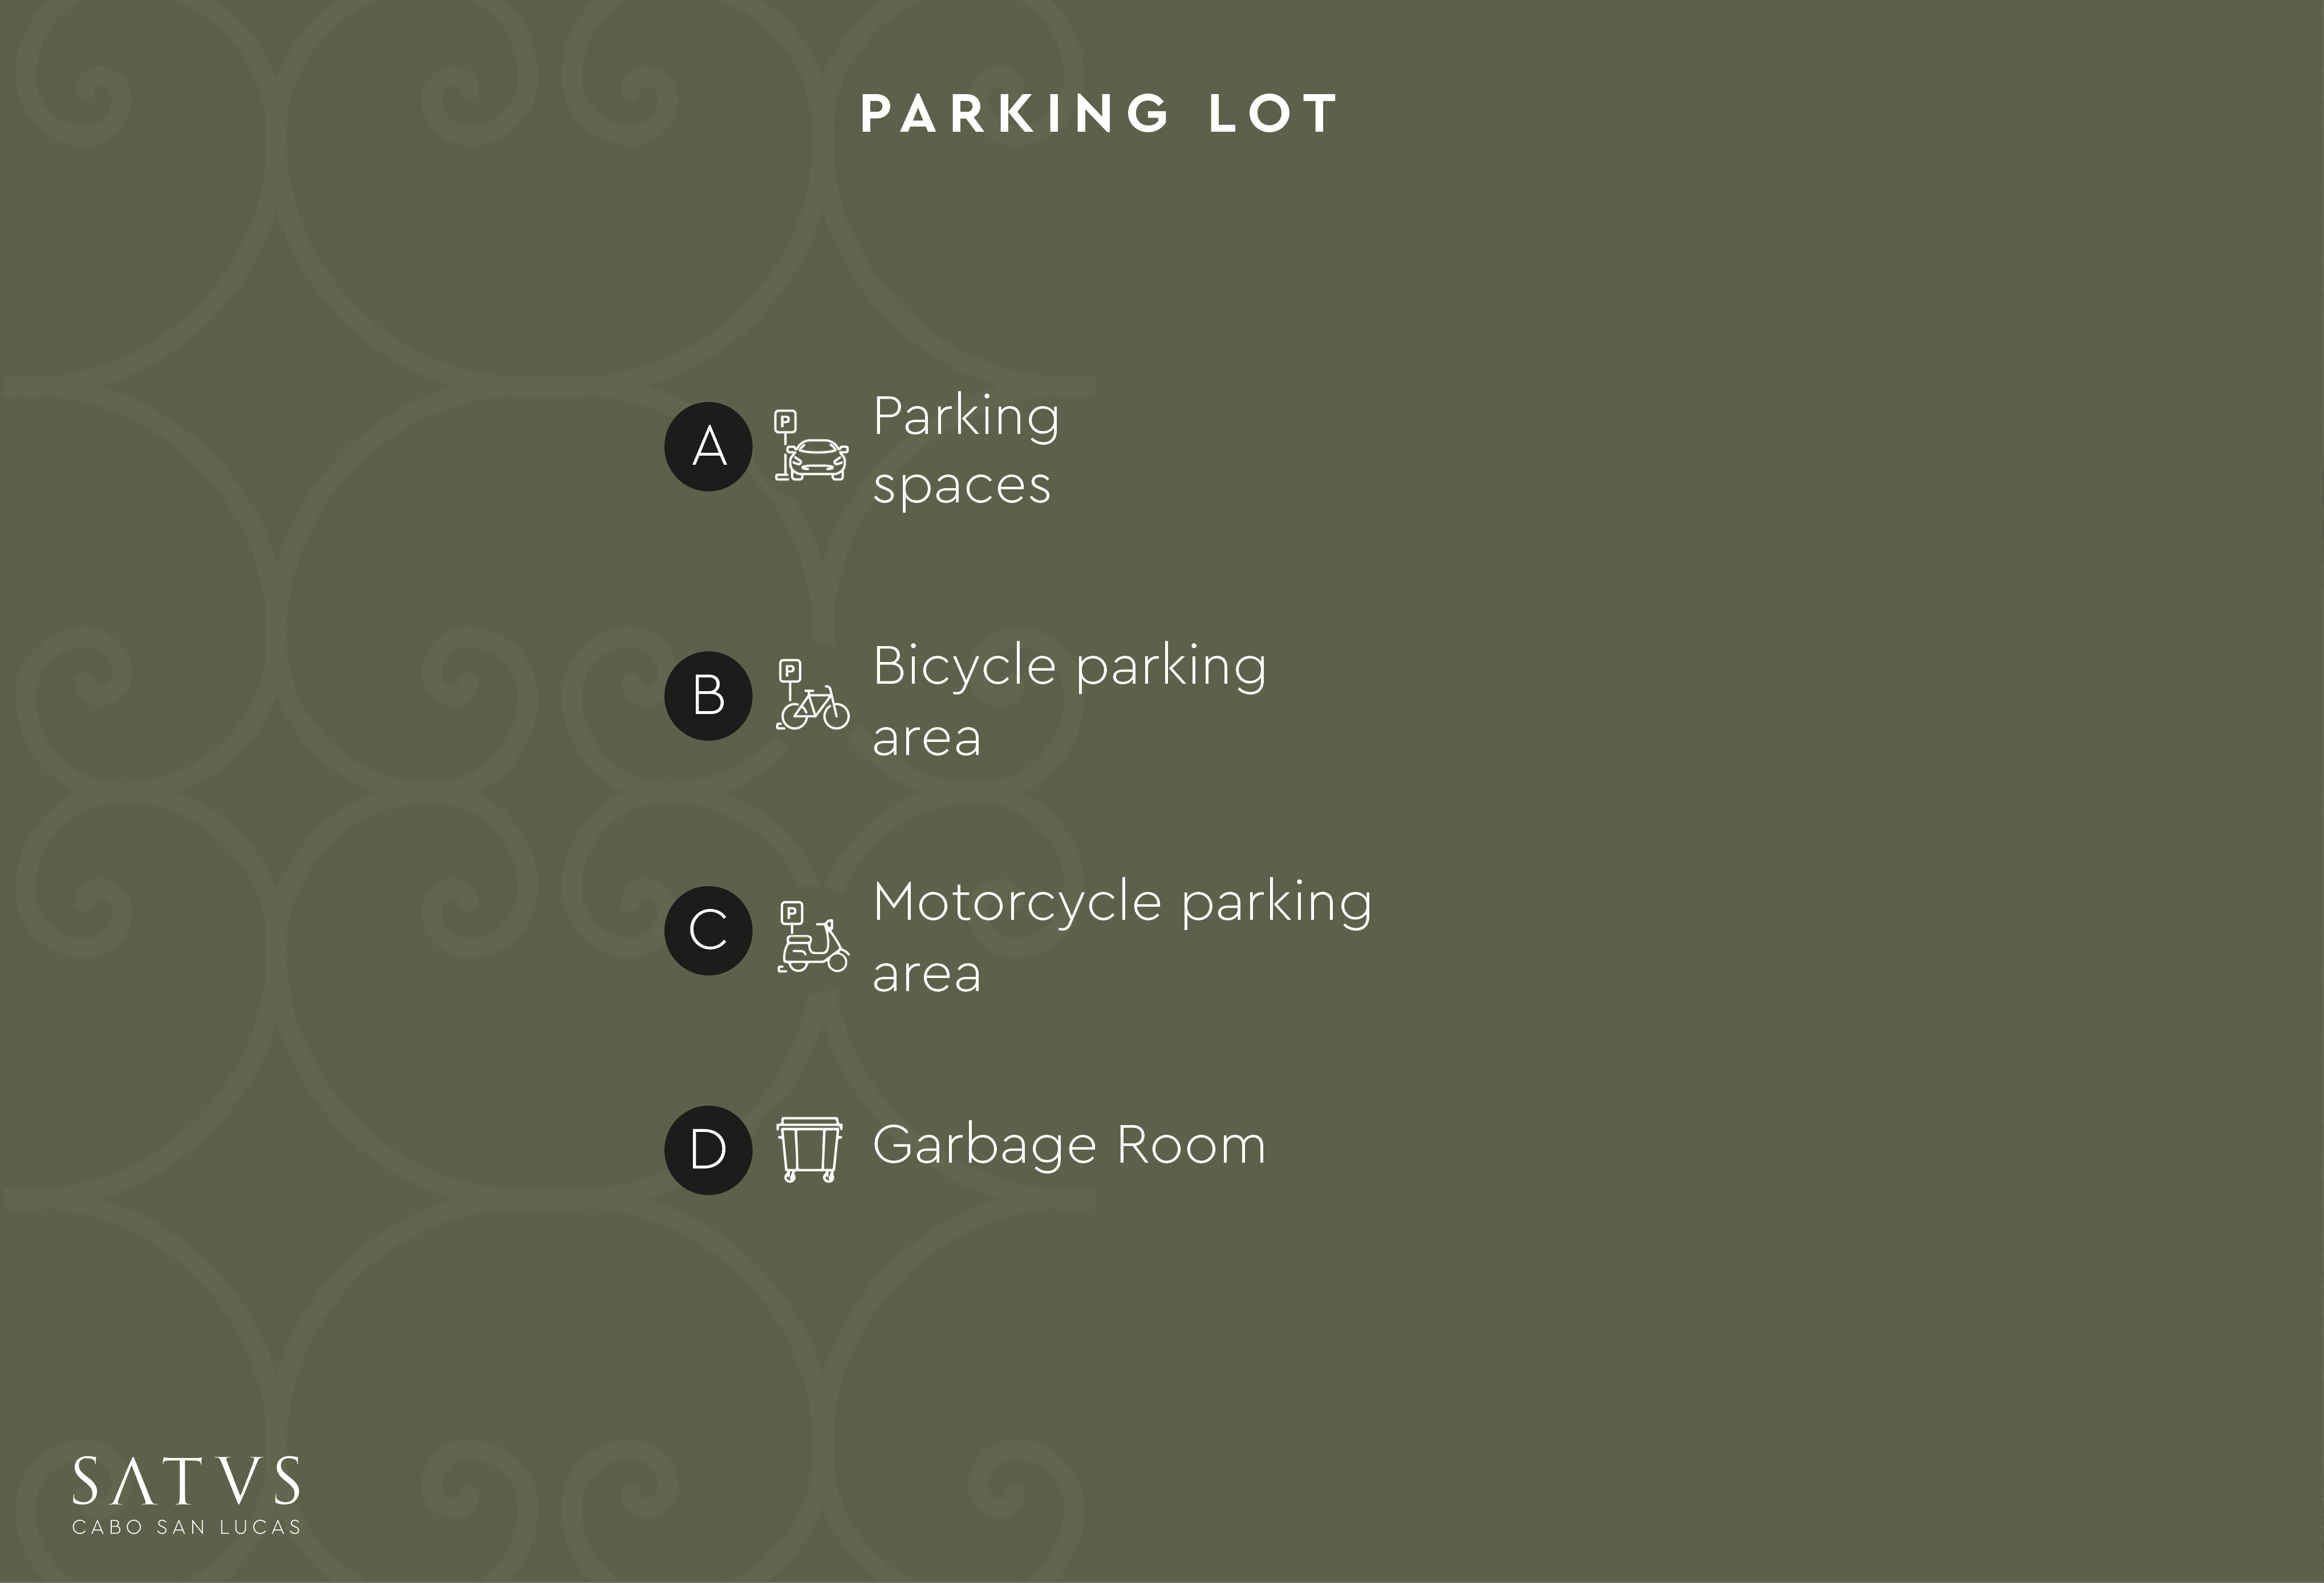 PARKING LOT
A
P
Parking
spaces
B
P
Bicycle parking
area
C
P
Motorcycle parking
area
D
Garbage Room
SATVS
CABO SAN LUCAS